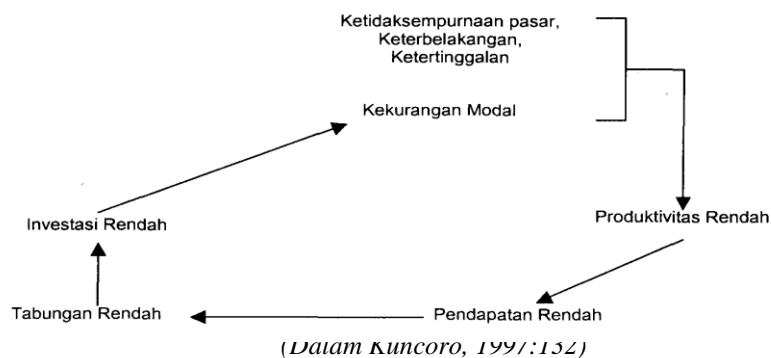 Ketidaksempurnaan pasar,
Keterbelakangan,
Ketertinggalan
Kekurangan Modal
Investasi Rendah
Produktivitas Rendah
Tabungan Rendah
Pendapatan Rendah
(Dalam Kuncoro, 1997:132)